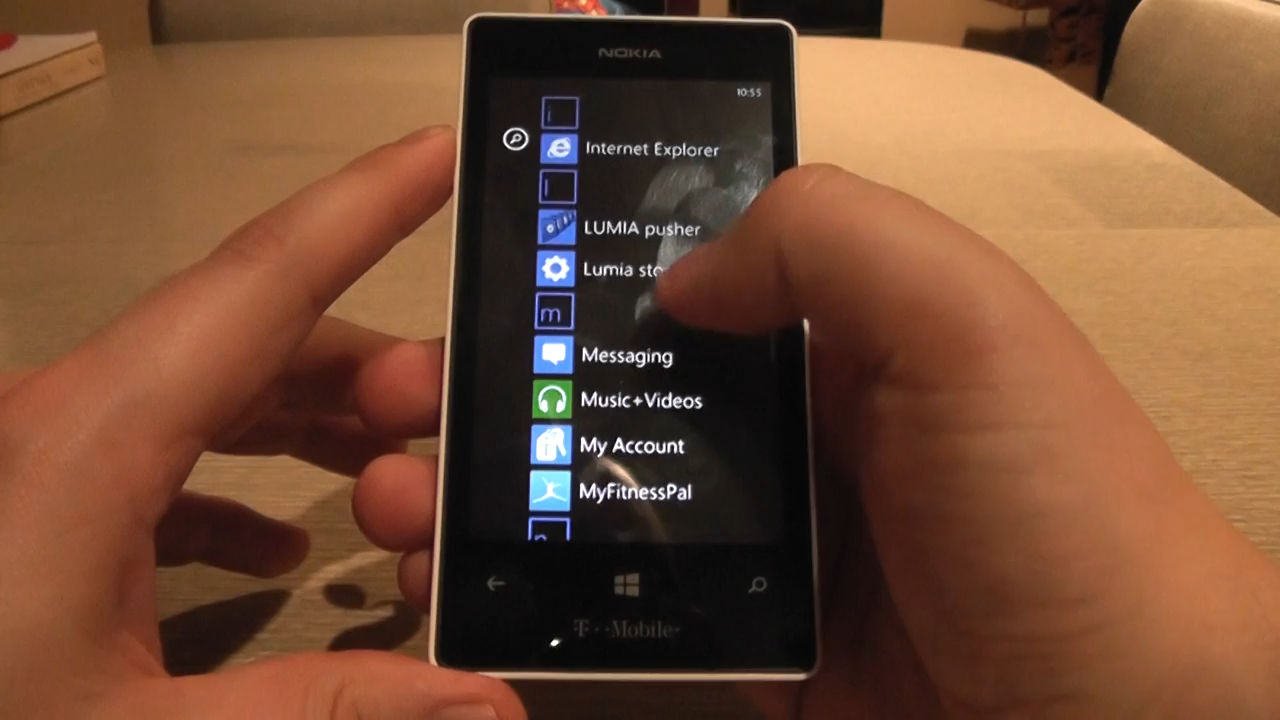 NOKIA
10:55
i
Internet Explorer
l
LUMIA pusher
Lumia sto
m
Messaging
Music+Videos
My Account
MyFitnessPal
n
T··Mobile·